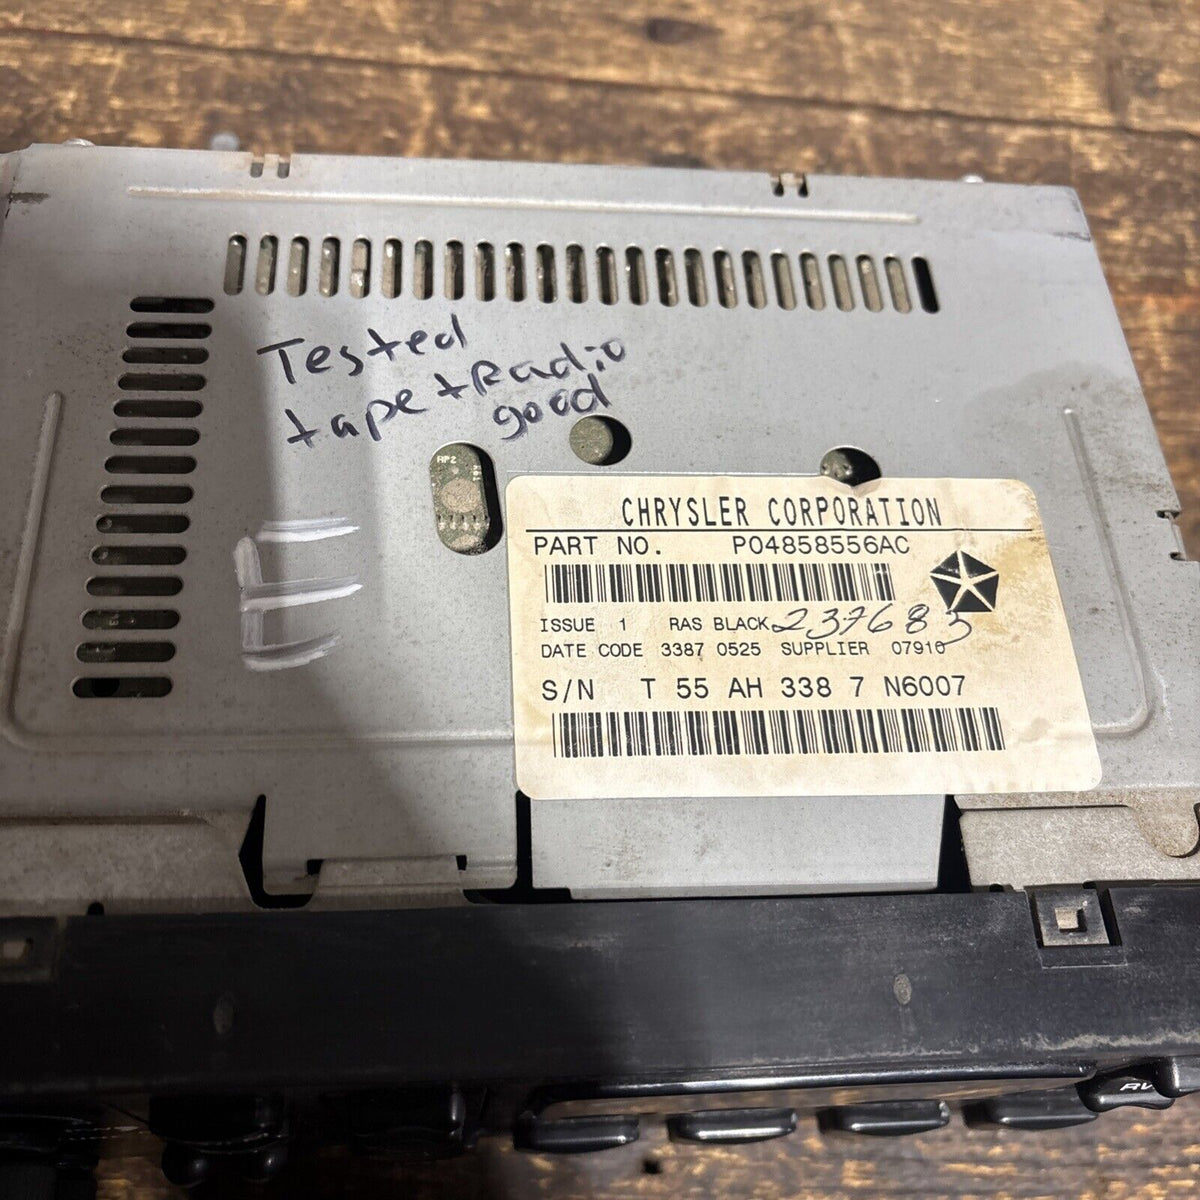 Tested
tape + Radio
good
E
RP2
CHRYSLER CORPORATION
PART NO. P04858556AC
ISSUE 1 RAS BLACK 237683
DATE CODE 3387 0525 SUPPLIER 07910
S/N T 55 AH 338 7 N6007